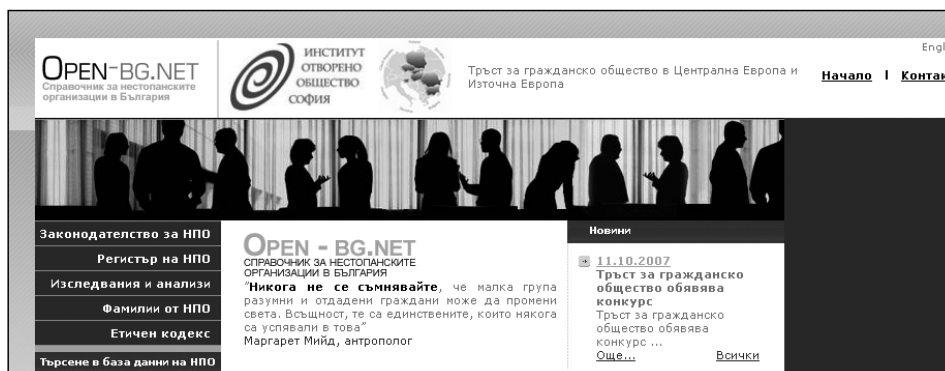 Engl
OPEN-BG.NET
Справочник за нестопанските
организации в България
ИНСТИТУТ
ОТВОРЕНО
ОБЩЕСТВО
СОФИЯ
Тръст за гражданско общество в Централна Европа и
Източна Европа
Начало | Контак
Законодателство за НПО
Регистър на НПО
Изследвания и анализи
Фамилии от НПО
Етичен кодекс
Търсене в база данни на НПО
OPEN - BG.NET
СПРАВОЧНИК ЗА НЕСТОПАНСКИТЕ
ОРГАНИЗАЦИИ В БЪЛГАРИЯ
"Никога не се съмнявайте, че малка група
разумни и отдадени граждани може да промени
света. Всъщност, те са единствените, които някога
са успявали в това"
Маргарет Мийд, антрополог
Новини
11.10.2007
Тръст за гражданско
общество обявява
конкурс
Тръст за гражданско
общество обявява
конкурс ...
Още... Всички